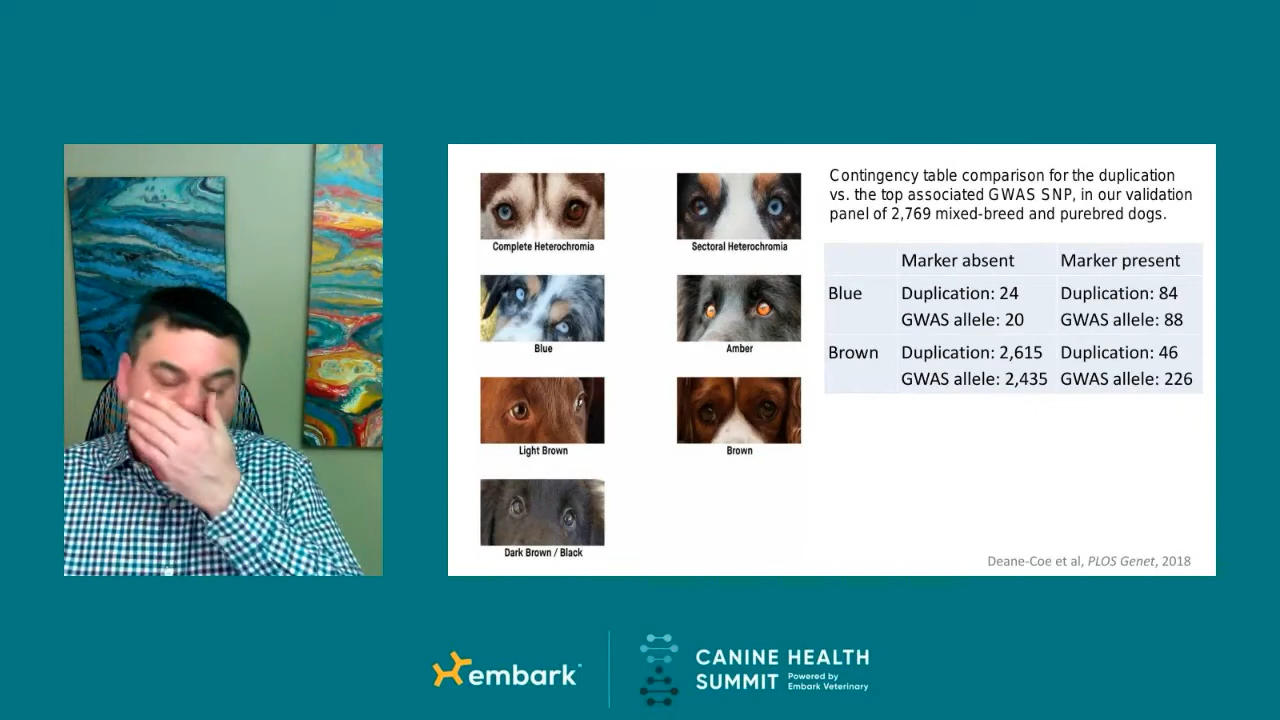 Complete Heterochromia
Sectoral Heterochromia
Blue
Amber
Light Brown
Brown
Dark Brown / Black
Contingency table comparison for the duplication
vs. the top associated GWAS SNP, in our validation
panel of 2,769 mixed-breed and purebred dogs.
Marker absent
Marker present
Blue
Duplication: 24
Duplication: 84
GWAS allele: 20
GWAS allele: 88
Brown
Duplication: 2,615
Duplication: 46
GWAS allele: 2,435
GWAS allele: 226
Deane-Coe et al, PLOS Genet, 2018
embark
CANINE HEALTH
SUMMIT
Powered by
Embark Veterinary